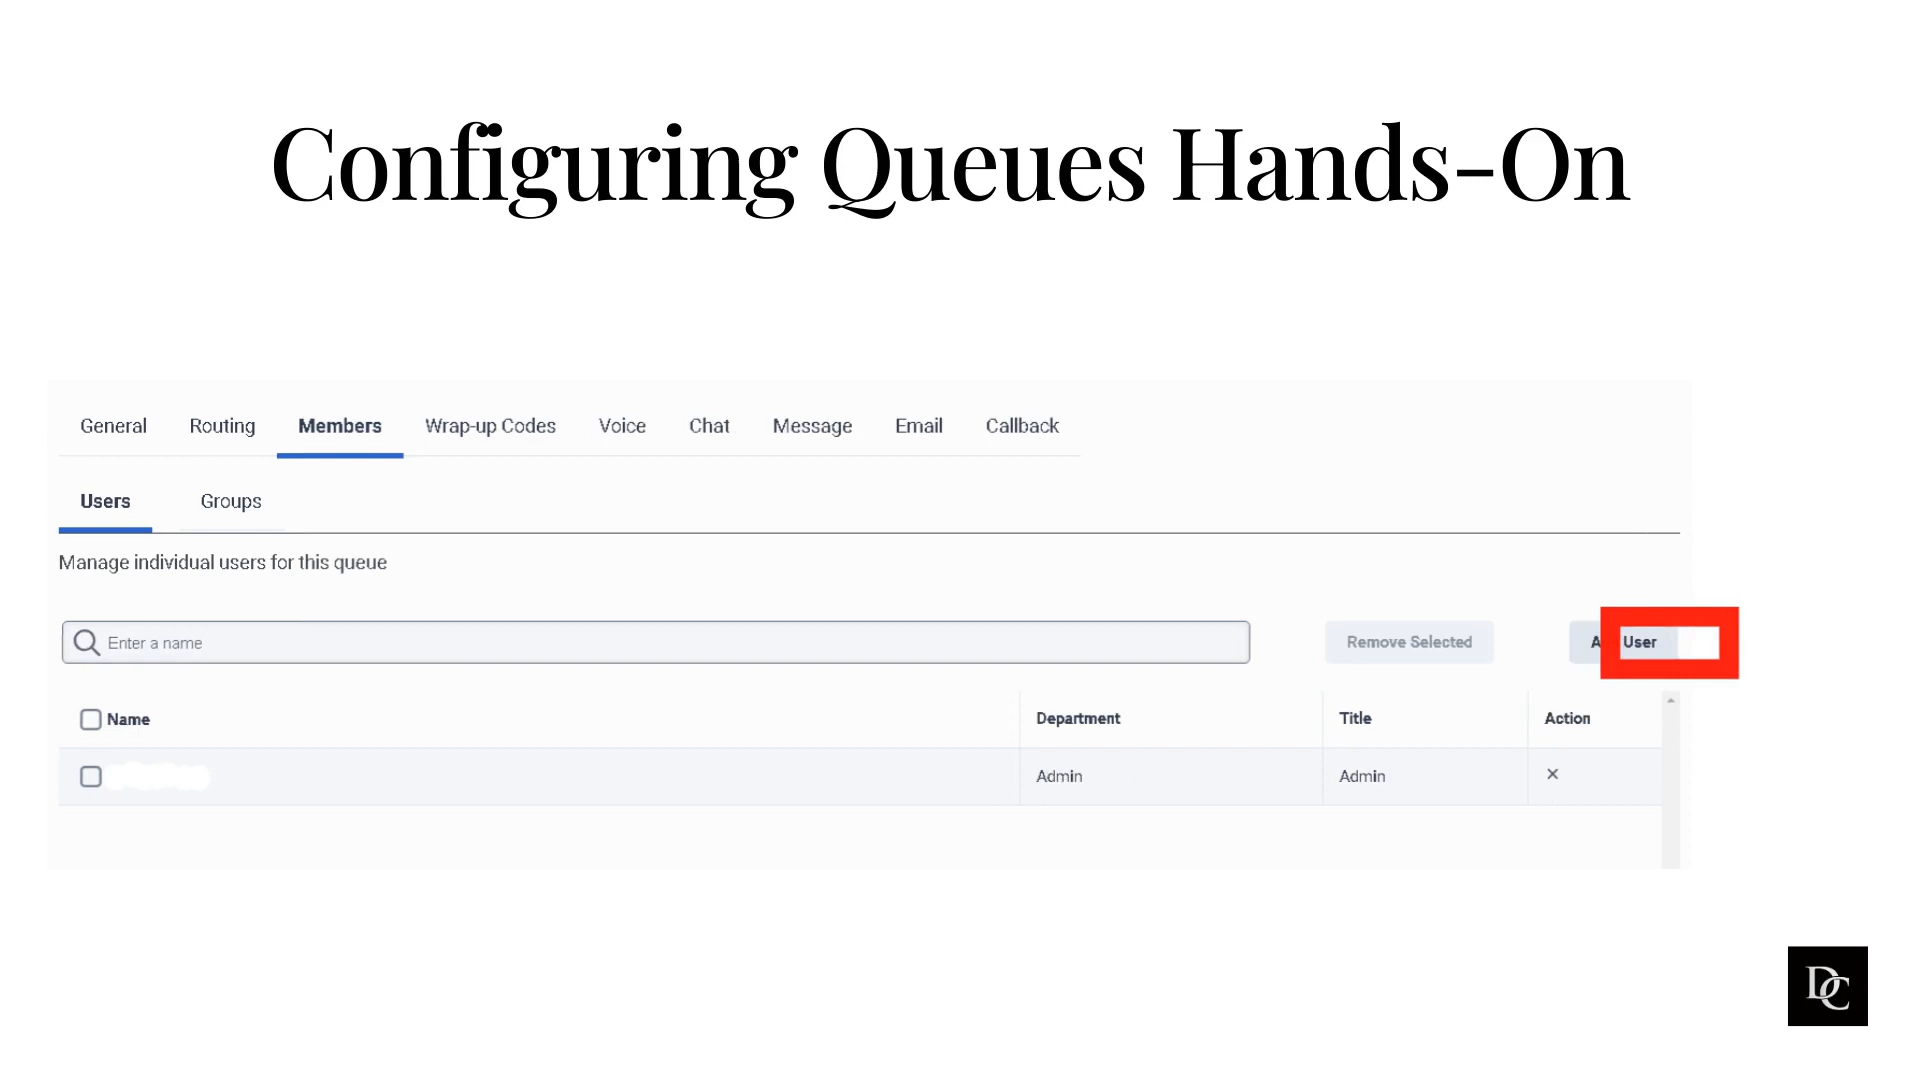 Configuring Queues Hands-On
General Routing Members Wrap-up Codes Voice Chat Message Email Callback
Users Groups
Manage individual users for this queue
Enter a name Remove Selected A User
Name Department Title Action
Admin Admin
DC